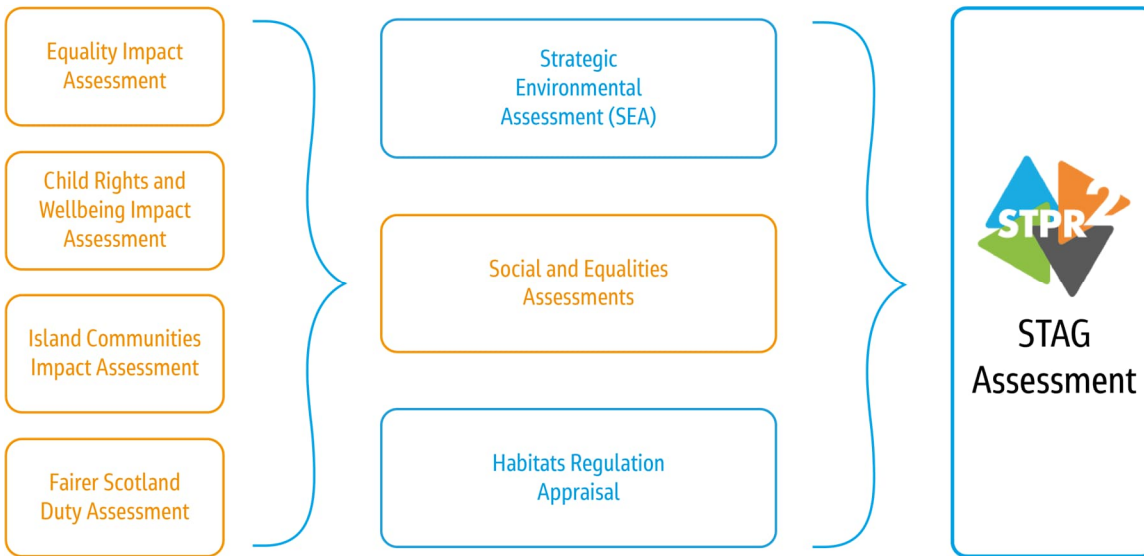 Equality Impact
Assessment
Child Rights and
Wellbeing Impact
Assessment
Island Communities
Impact Assessment
Fairer Scotland
Duty Assessment
Strategic
Environmental
Assessment (SEA)
Social and Equalities
Assessments
Habitats Regulation
Appraisal
STPR2
STAG
Assessment